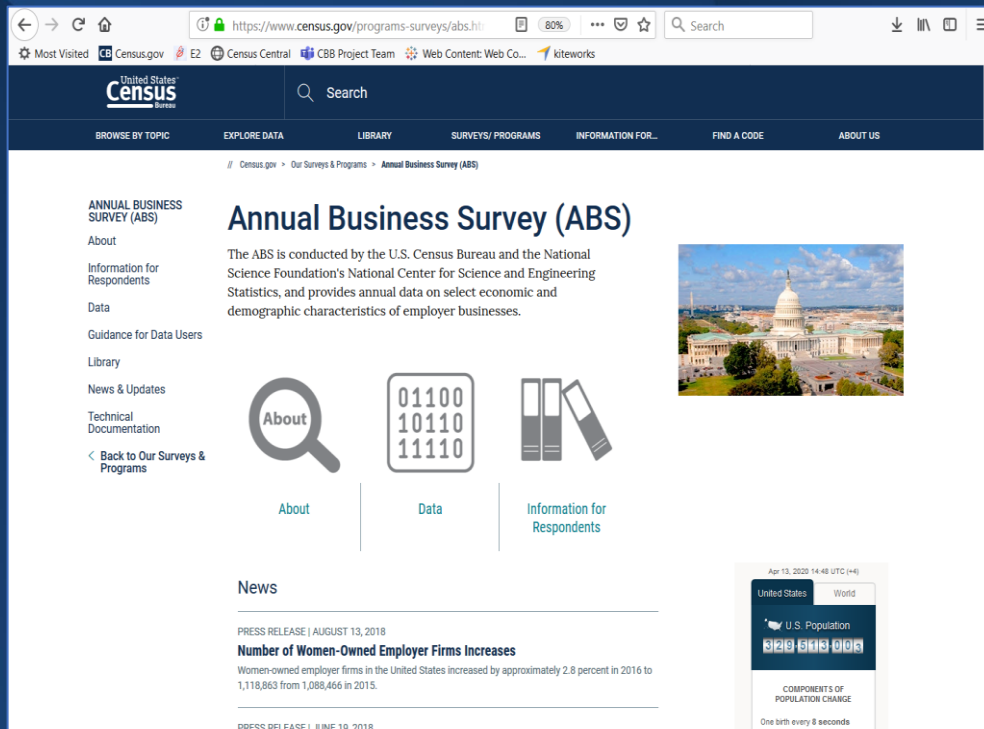 https://www.census.gov/programs-surveys/abs.ht
80%
Search
Most Visited CB Census.gov E2 Census Central CBB Project Team Web Content: Web Co... kiteworks
United States™
Census
Bureau
Search
BROWSE BY TOPIC EXPLORE DATA LIBRARY SURVEYS/ PROGRAMS INFORMATION FOR... FIND A CODE ABOUT US
// Census.gov > Our Surveys & Programs > Annual Business Survey (ABS)
ANNUAL BUSINESS
SURVEY (ABS)
About
Information for
Respondents
Data
Guidance for Data Users
Library
News & Updates
Technical
Documentation
< Back to Our Surveys &
Programs
Annual Business Survey (ABS)
The ABS is conducted by the U.S. Census Bureau and the National
Science Foundation's National Center for Science and Engineering
Statistics, and provides annual data on select economic and
demographic characteristics of employer businesses.
About
01100
10110
11110
About
Data
Information for
Respondents
News
PRESS RELEASE | AUGUST 13, 2018
Number of Women-Owned Employer Firms Increases
Women-owned employer firms in the United States increased by approximately 2.8 percent in 2016 to
1,118,863 from 1,088,466 in 2015.
PRESS RELEASE | JUNE 19, 2018
Apr 13, 2020 14:48 UTC (+4)
United States World
U.S. Population
329,513,003
COMPONENTS OF
POPULATION CHANGE
One birth every 8 seconds